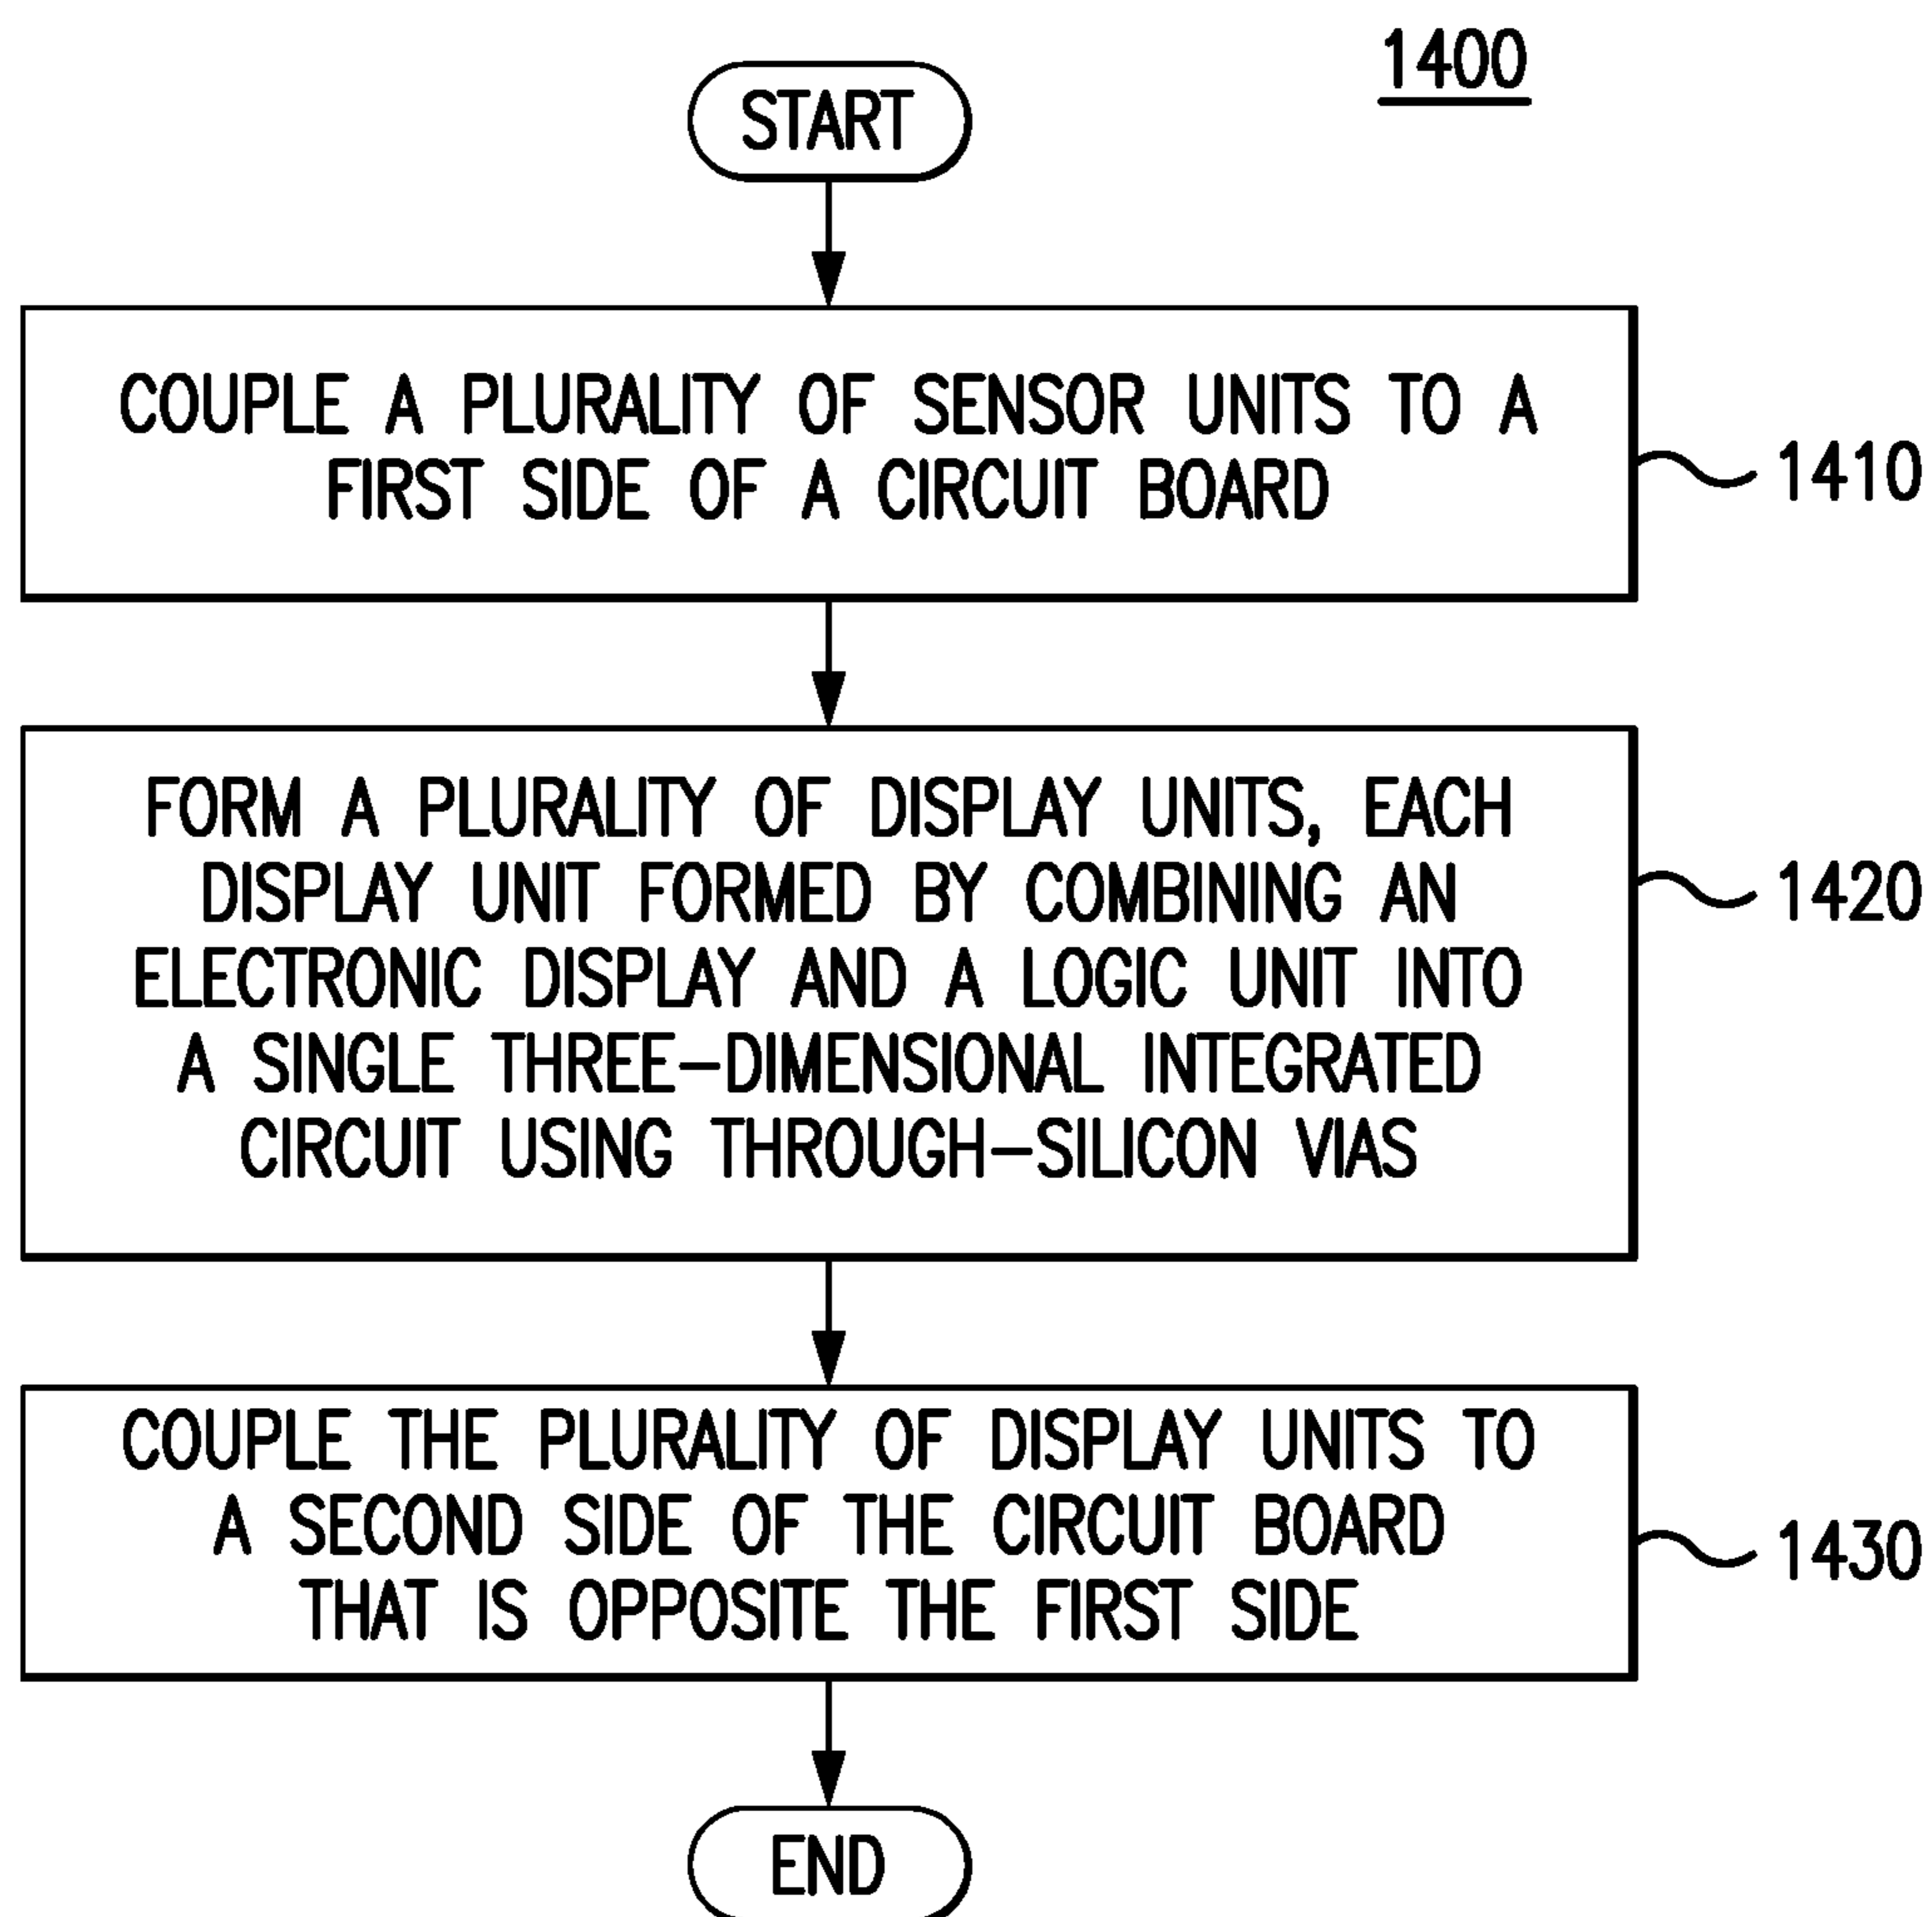 1400
START
COUPLE A PLURALITY OF SENSOR UNITS TO A
FIRST SIDE OF A CIRCUIT BOARD
1410
FORM A PLURALITY OF DISPLAY UNITS, EACH
DISPLAY UNIT FORMED BY COMBINING AN
ELECTRONIC DISPLAY AND A LOGIC UNIT INTO
A SINGLE THREE–DIMENSIONAL INTEGRATED
CIRCUIT USING THROUGH–SILICON VIAS
1420
COUPLE THE PLURALITY OF DISPLAY UNITS TO
A SECOND SIDE OF THE CIRCUIT BOARD
THAT IS OPPOSITE THE FIRST SIDE
1430
END